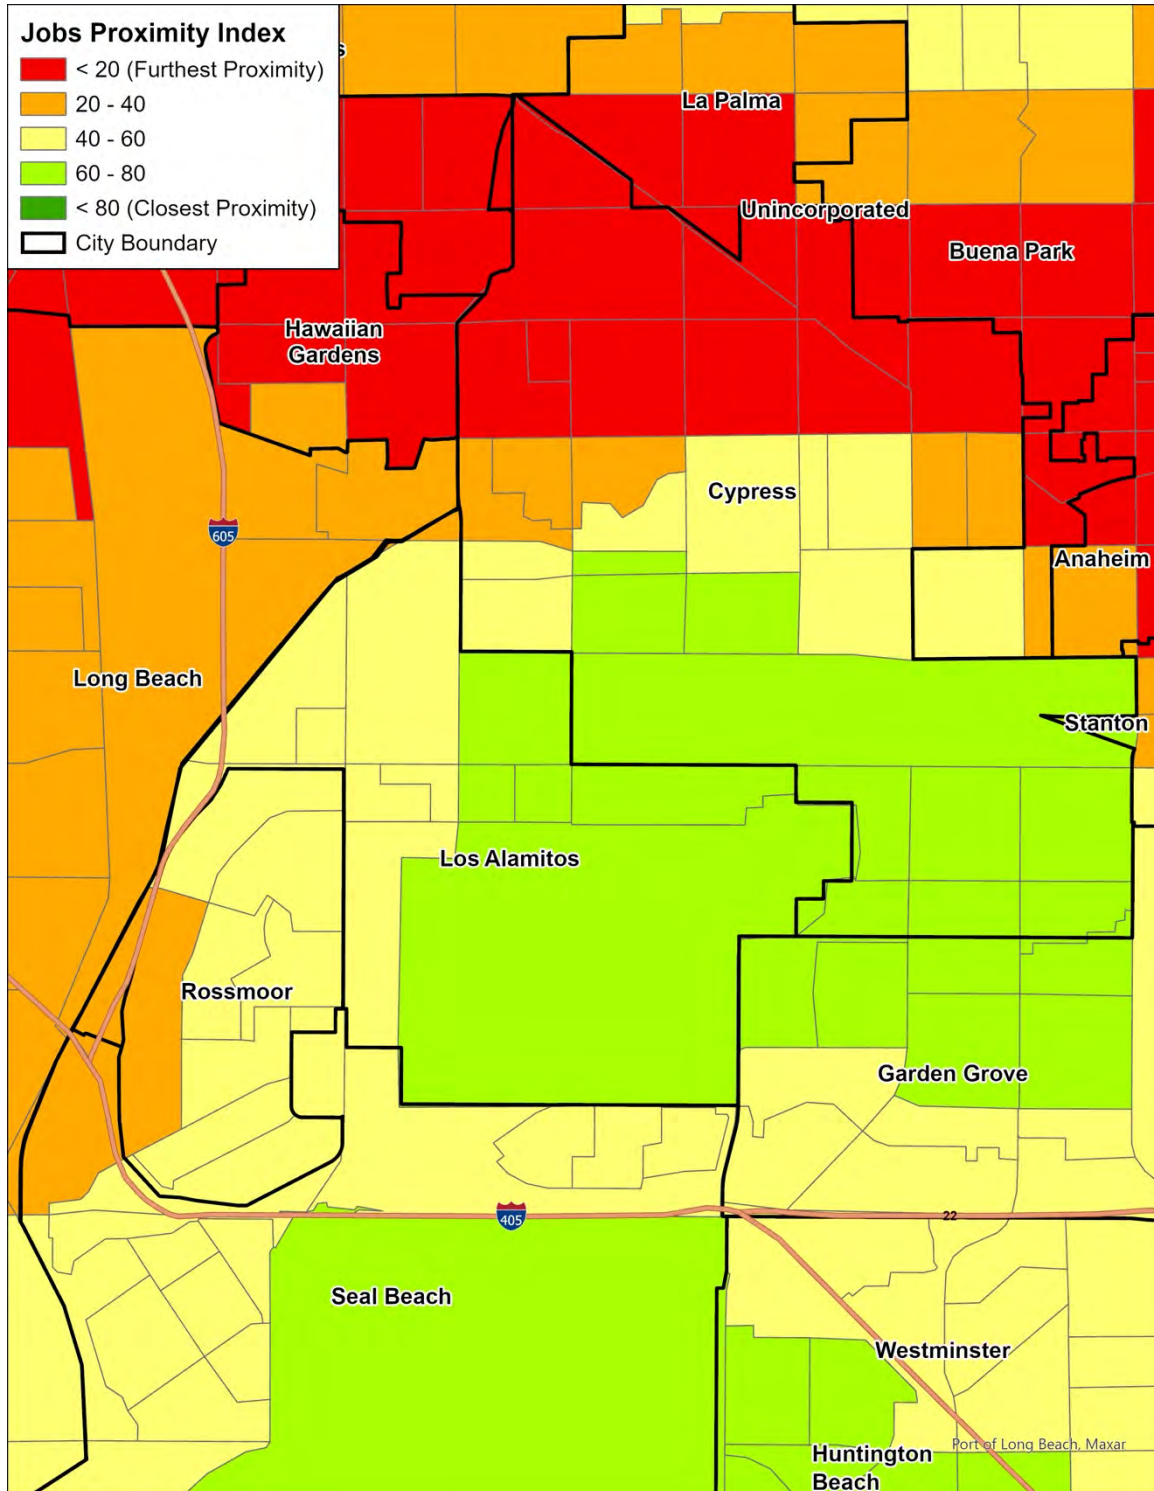 Jobs Proximity Index
< 20 (Furthest Proximity)
20 - 40
40 - 60
60 - 80
< 80 (Closest Proximity)
City Boundary
s
La Palma
Unincorporated
Buena Park
Hawaiian
Gardens
Cypress
605
Anaheim
Long Beach
Stanton
Los Alamitos
Rossmoor
Garden Grove
405
22
Seal Beach
Westminster
Port of Long Beach, Maxar
Huntington
Beach